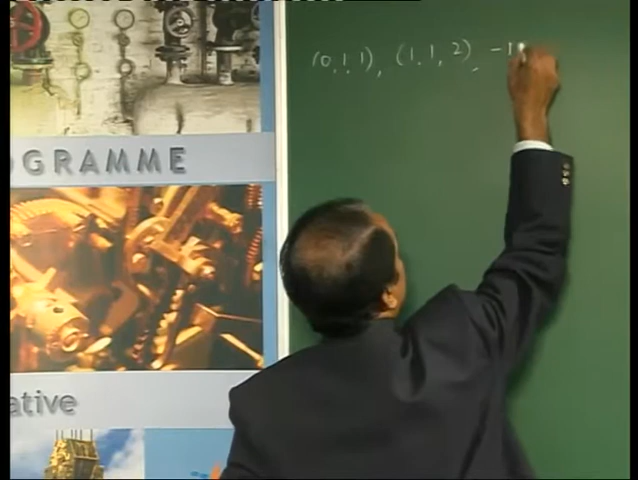 (0, 1, 1), (1, 1, 2), -1
OGRAMME
ative